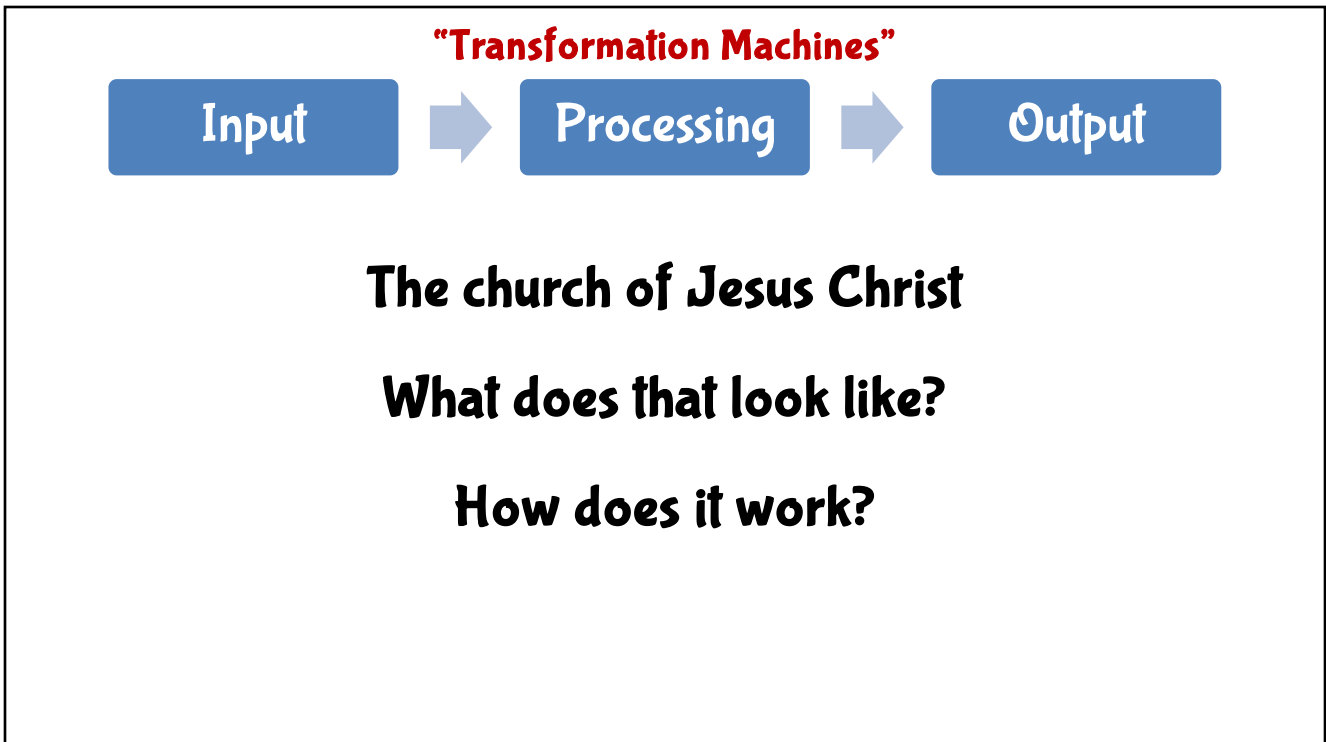 “Transformation Machines”
Input
Processing
Output
The church of Jesus Christ
What does that look like?
How does it work?